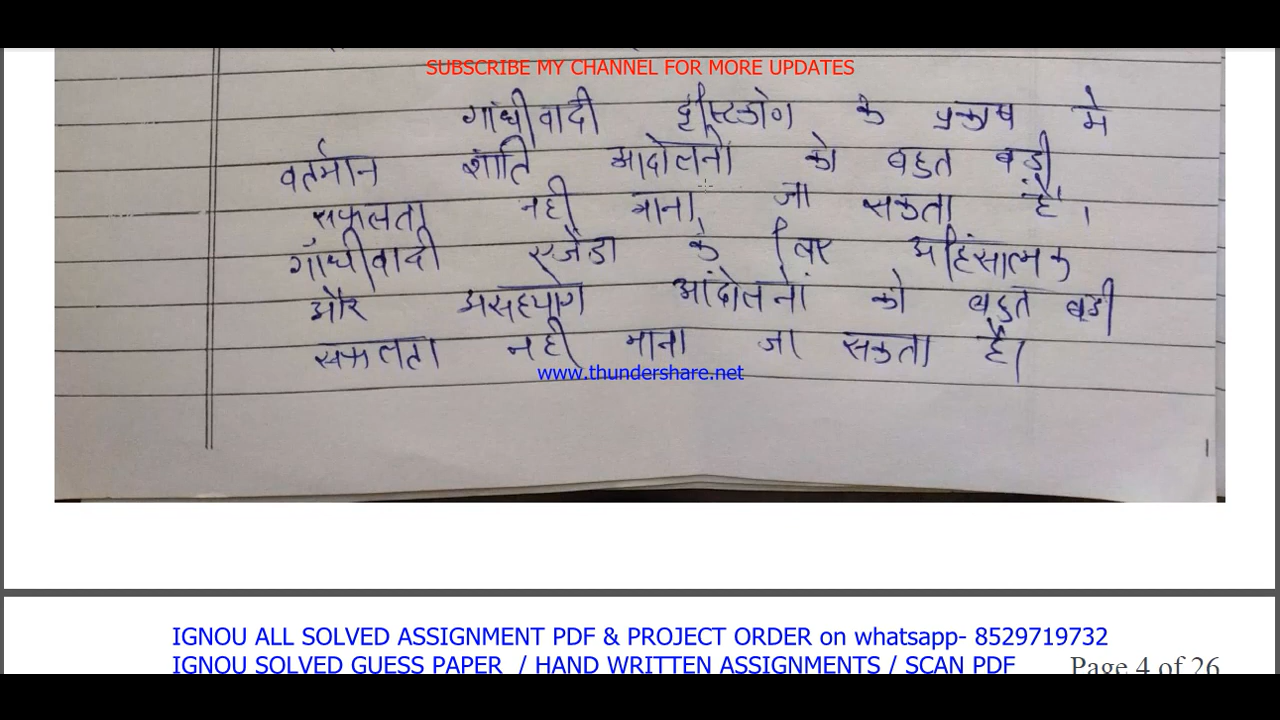 SUBSCRIBE MY CHANNEL FOR MORE UPDATES
गांधीवादी दृष्टिकोण के प्रकाष मे
वर्तमान शांति आदोलनो को बहुत बडी
सफलता नही माना जा सकता है।
गाँधीवादी एजेंडा के लिए अहिंसात्मक
और असहयोग आंदोलनों को बहुत बडी
सफलता नही माना जा सकता है।
www.thundershare.net
IGNOU ALL SOLVED ASSIGNMENT PDF & PROJECT ORDER on whatsapp- 8529719732
IGNOU SOLVED GUESS PAPER / HAND WRITTEN ASSIGNMENTS / SCAN PDF
Page 4 of 26